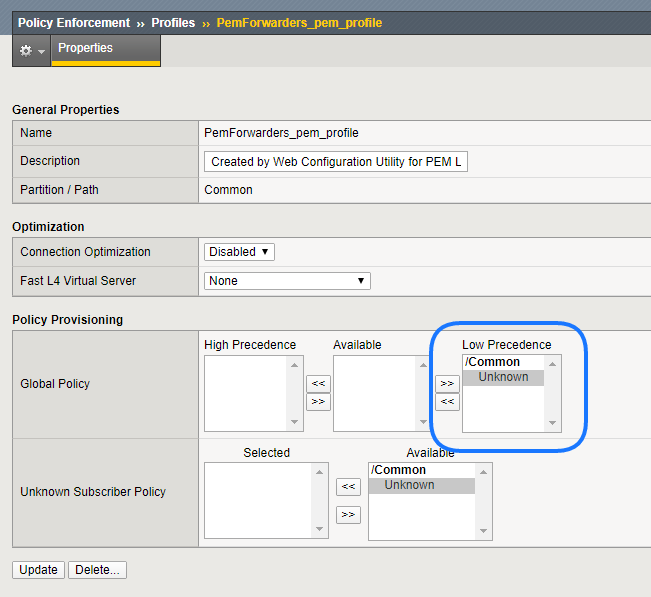 Policy Enforcement ›› Profiles ›› PemForwarders_pem_profile
Properties
General Properties
Name PemForwarders_pem_profile
Description Created by Web Configuration Utility for PEM L
Partition / Path Common
Optimization
Connection Optimization Disabled
Fast L4 Virtual Server None
Policy Provisioning
High Precedence Available Low Precedence
/Common
Unknown
Global Policy
<< >>
>> <<
Selected Available
/Common
Unknown
Unknown Subscriber Policy
<<
>>
Update Delete...